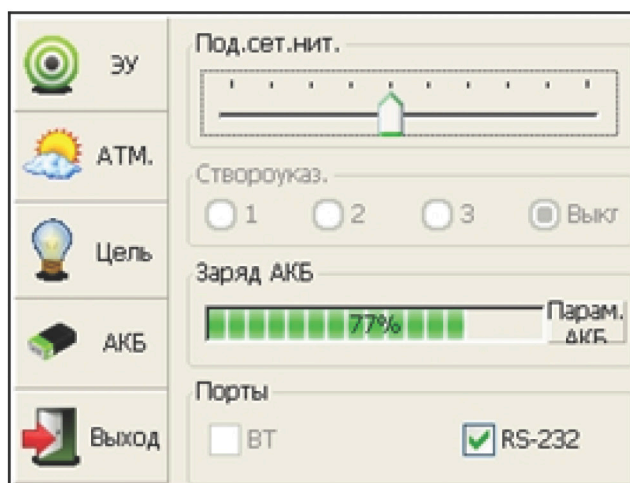 ЭУ
АТМ.
Цель
АКБ
Выход
Под.сет.нит.
Створоуказ.
1 2 3 Выкл
Заряд АКБ
77%
Парам.
АКБ
Порты
BT RS-232